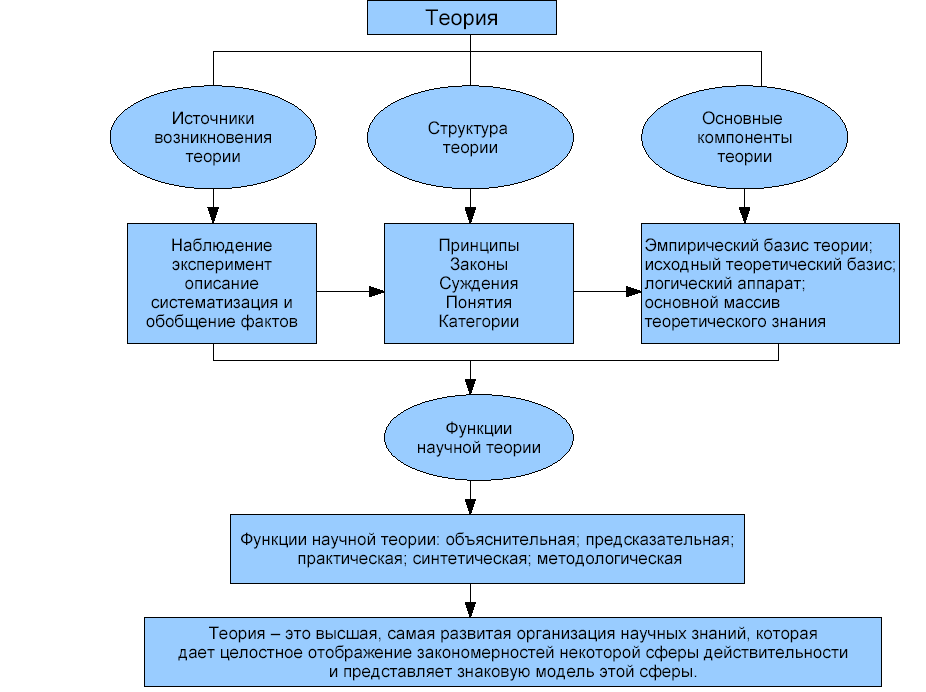 Теория
Источники
возникновения
теории
Структура
теории
Основные
компоненты
теории
Наблюдение
эксперимент
описание
систематизация и
обобщение фактов
Принципы
Законы
Суждения
Понятия
Категории
Эмпирический базис теории;
исходный теоретический базис;
логический аппарат;
основной массив
теоретического знания
Функции
научной теории
Функции научной теории: объяснительная; предсказательная;
практическая; синтетическая; методологическая
Теория – это высшая, самая развитая организация научных знаний, которая
дает целостное отображение закономерностей некоторой сферы действительности
и представляет знаковую модель этой сферы.